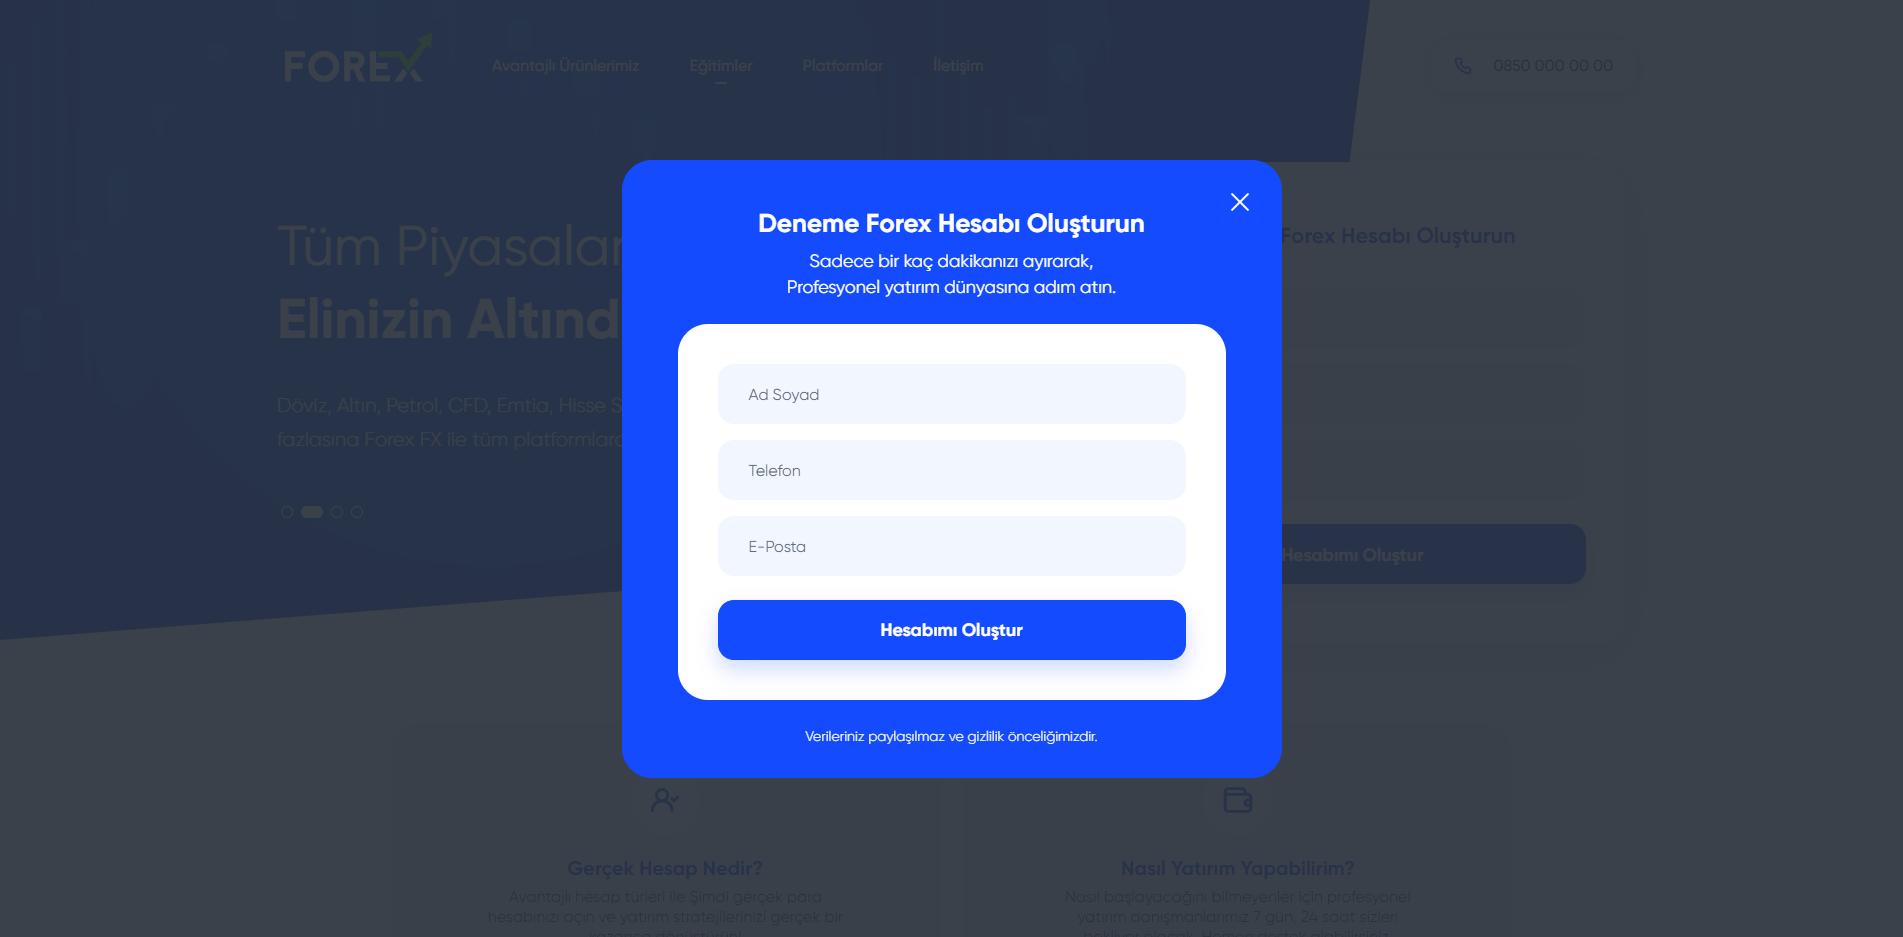 FOREX
Avantajlı Ürünlerimiz
Eğitimler
Platformlar
İletişim
0850 000 00 00
Tüm Piyasalar
Elinizin Altınd
Döviz, Altın, Petrol, CFD, Emtia, Hisse S
fazlasına Forex FX ile tüm
Forex Hesabı Oluşturun
Hesabımı Oluştur
Deneme Forex Hesabı Oluşturun
Sadece bir kaç dakikanızı ayırarak,
Profesyonel yatırım dünyasına adım atın.
Ad Soyad
Telefon
E-Posta
Hesabımı Oluştur
Verileriniz paylaşılmaz ve gizlilik önceliğimizdir.
Gerçek Hesap Nedir?
Avantajlı hesap türleri ile Şimdi gerçek para
hesabınızı açın ve yatırım stratejilerinizi gerçek bir
Nasıl Yatırım Yapabilirim?
Nasıl başlayacağını bilmeyenler için profesyonel
yatırım danışmanlarımız 7 gün, 24 saat sizleri